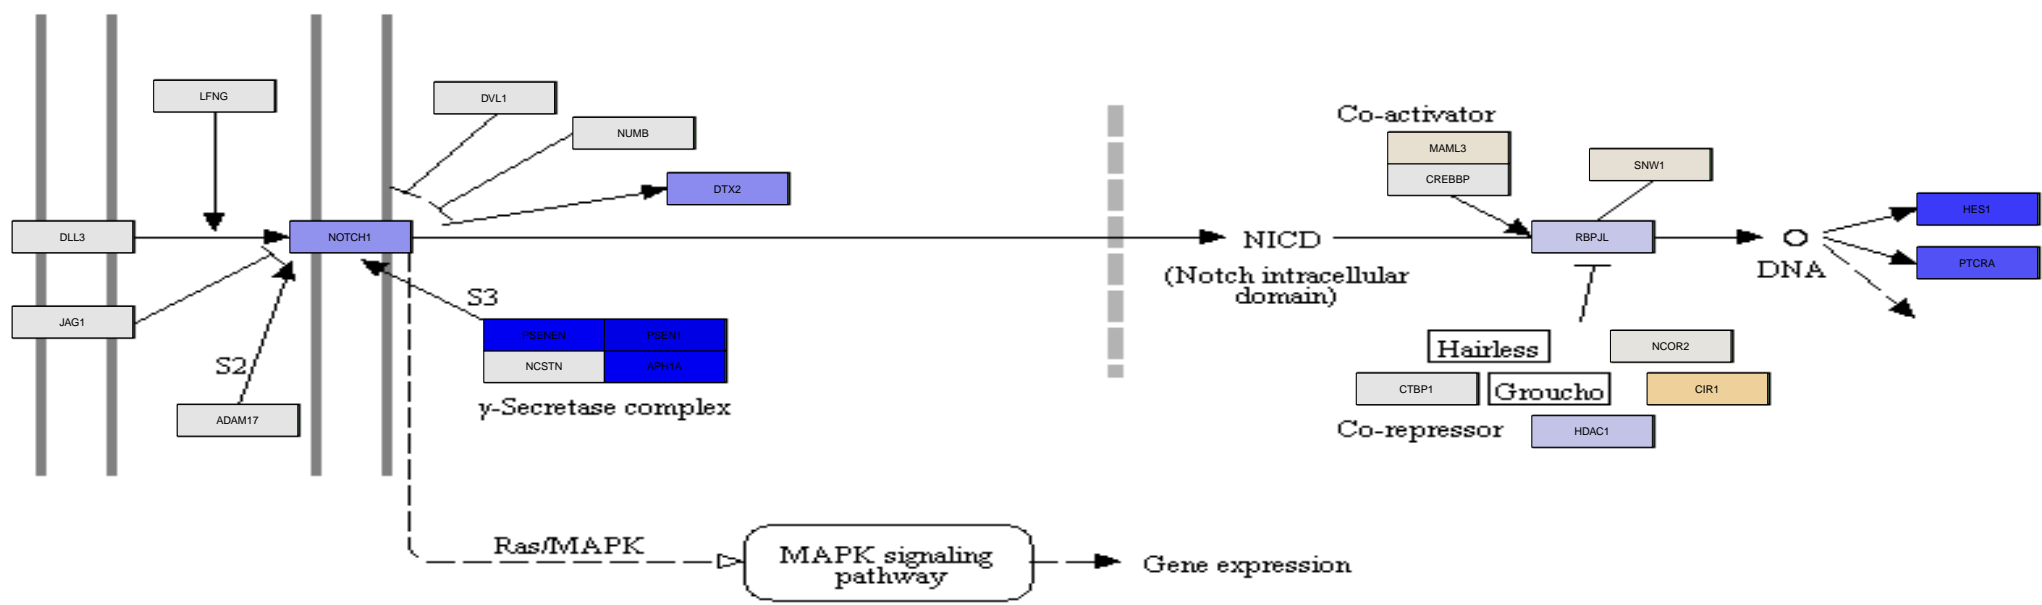 LFNG
DVL1
NUMB
DTX2
DLL3
NOTCH1
JAG1
S2
ADAM17
S3
PSENEN
PSEN1
NCSTN
APH1A
γ-Secretase complex
Ras/MAPK
MAPK signaling
pathway
Gene expression
NICD
(Notch intracellular
domain)
Co-activator
MAML3
CREBBP
SNW1
RBPJL
DNA
HES1
PTCRA
Hairless
NCOR2
CTBP1
Groucho
CIR1
Co-repressor
HDAC1